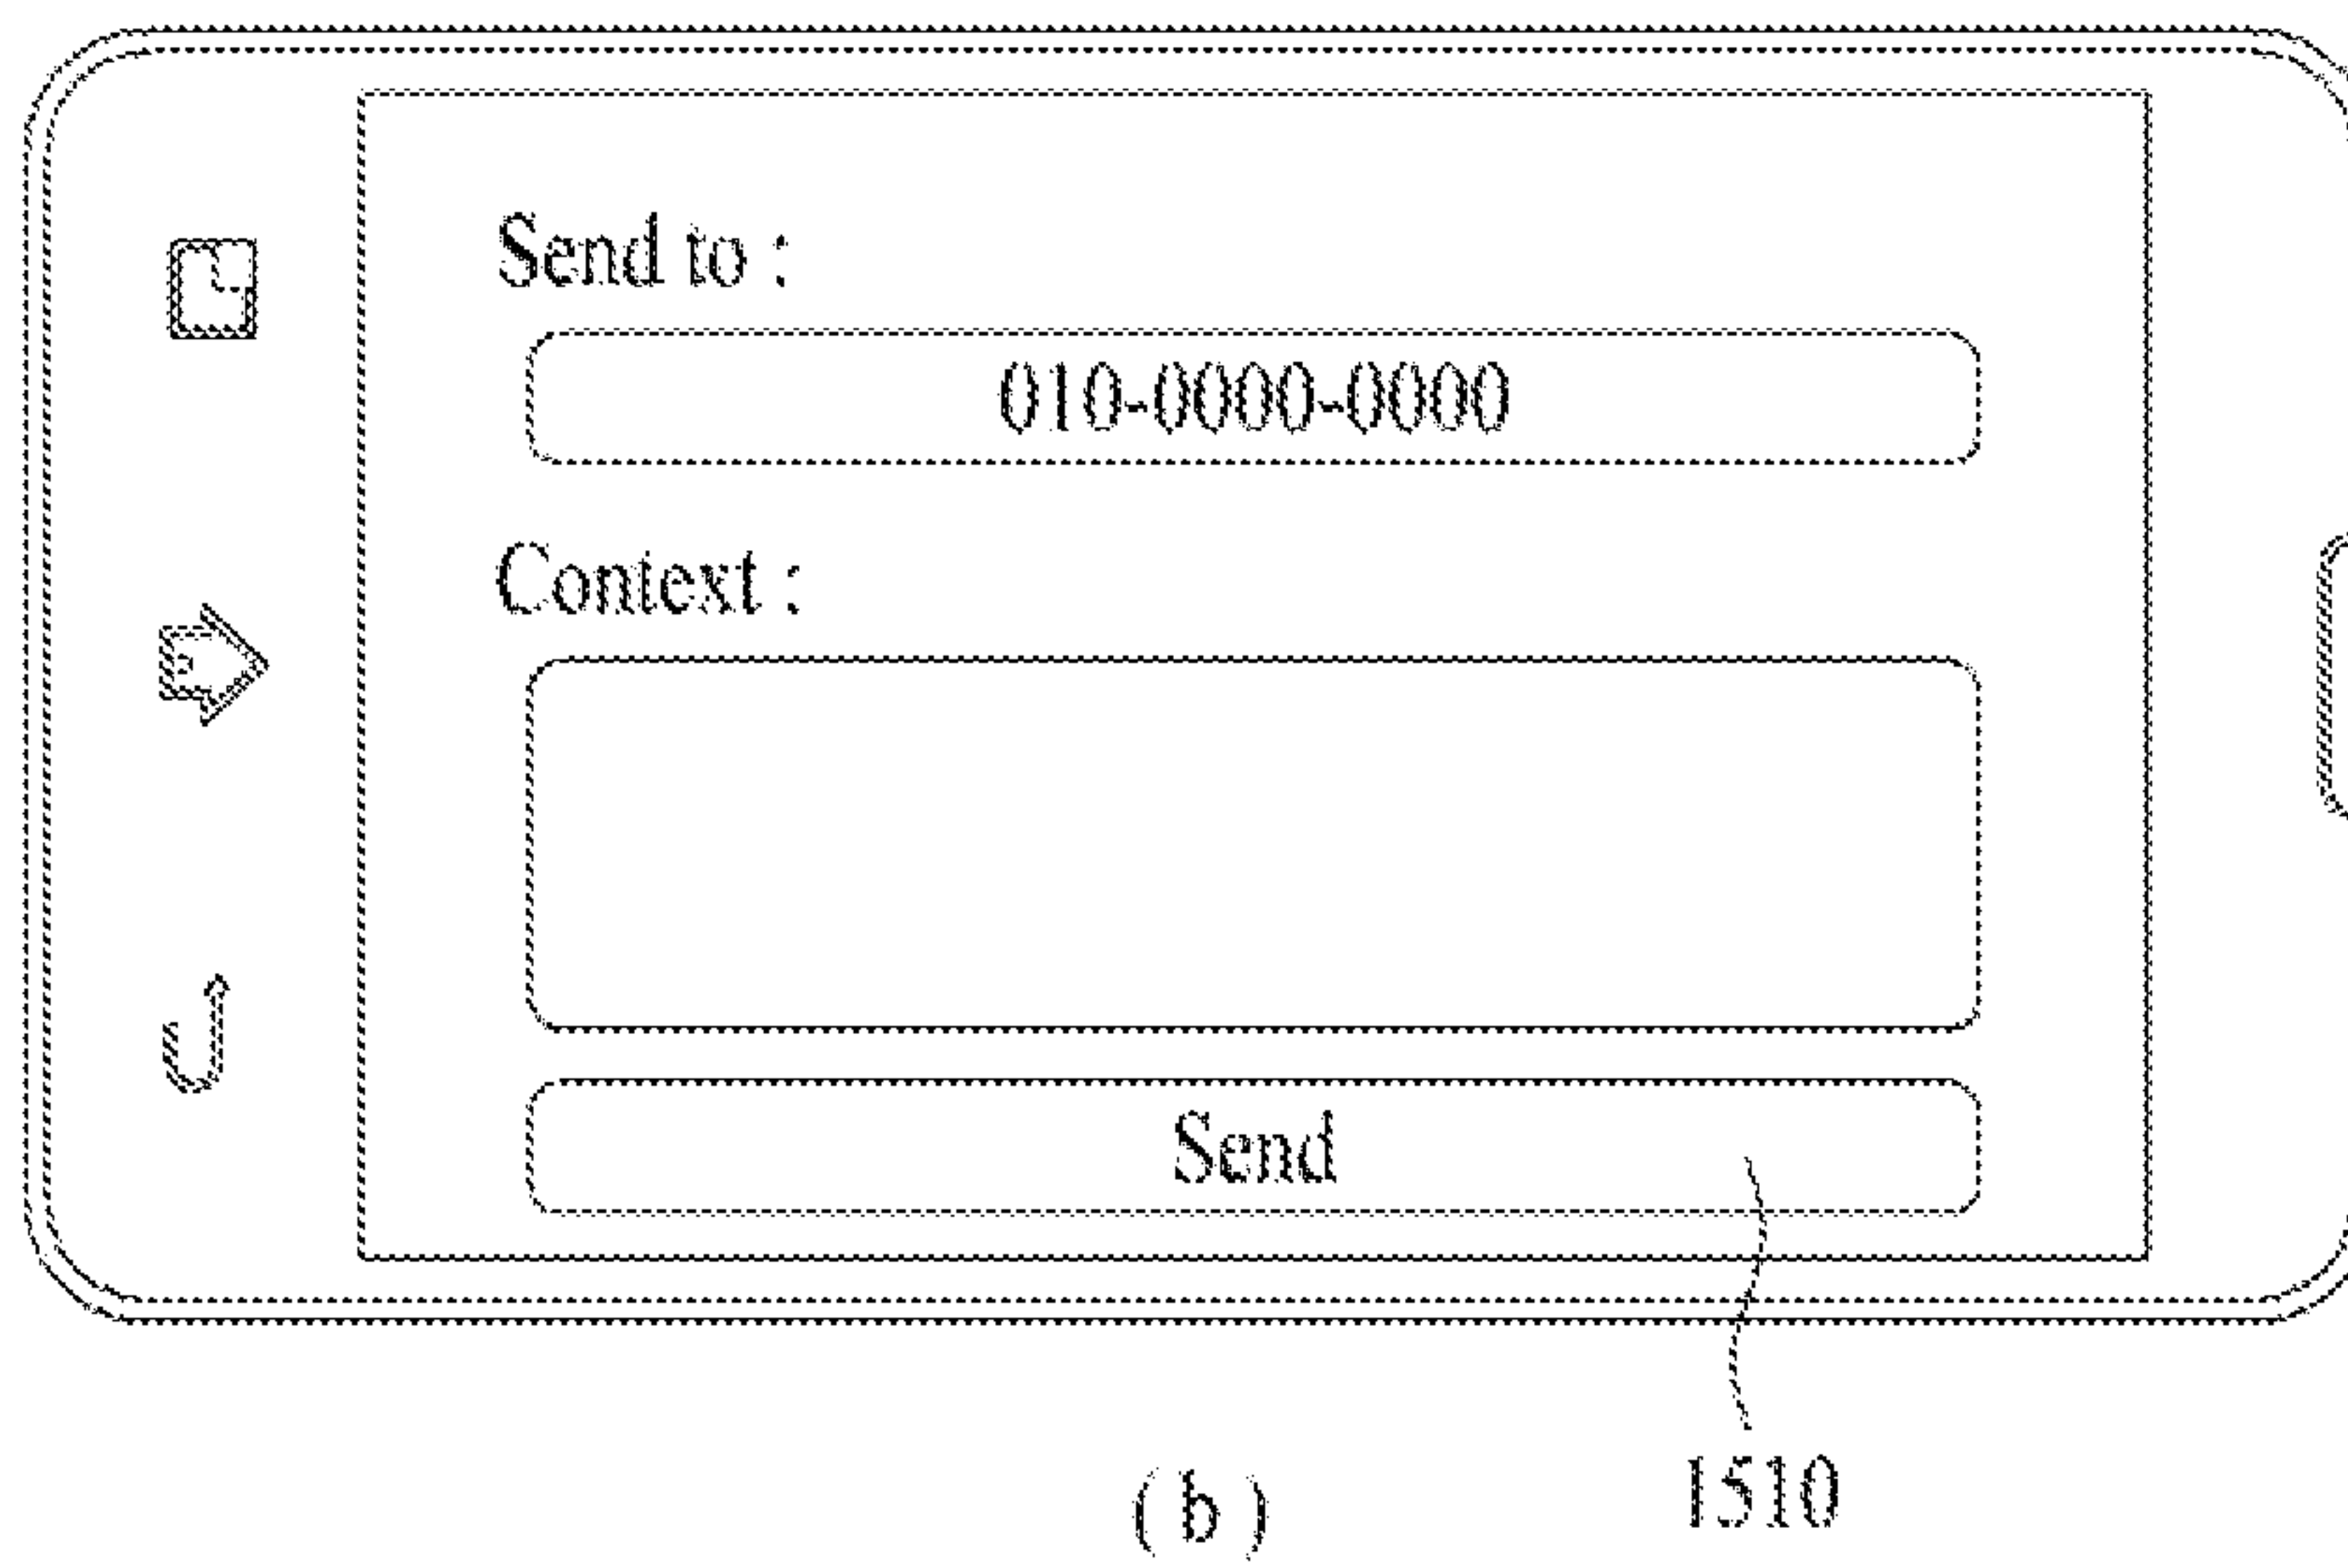 Send to :
010-0000-0000
Context :
Send
1510
( b )